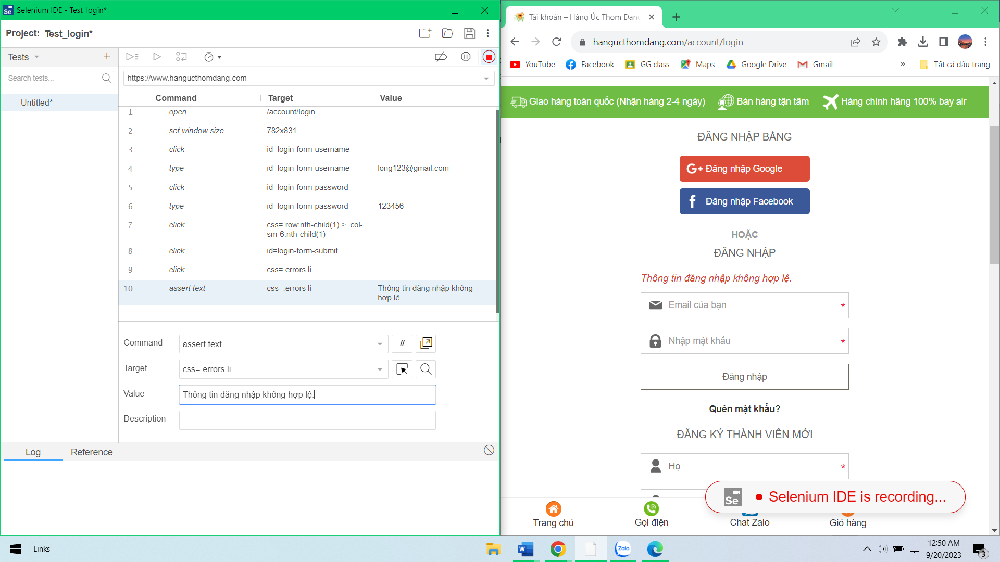 Selenium IDE - Test_login*
Project: Test_login*
Tests
Search tests...
Untitled*
https://www.hangucthomdang.com
Command Target Value
1 open /account/login
2 set window size 782x831
3 click id=login-form-username
4 type id=login-form-username long123@gmail.com
5 click id=login-form-password
6 type id=login-form-password 123456
7 click css=.row:nth-child(1) > .col-
sm-6:nth-child(1)
8 click id=login-form-submit
9 click css=.errors li
10 assert text css=.errors li Thông tin đăng nhập không
hợp lệ.
Command assert text //
Target css=.errors li
Value Thông tin đăng nhập không hợp lệ.
Description
Log Reference
Tài khoản – Hàng Úc Thom Dang
hangucthomdang.com/account/login
YouTube Facebook GG class Maps Google Drive Gmail » Tất cả dấu trang
Giao hàng toàn quốc (Nhận hàng 2-4 ngày) Bán hàng tận tâm Hàng chính hãng 100% bay air
ĐĂNG NHẬP BẰNG
G+ Đăng nhập Google
f Đăng nhập Facebook
HOẶC
ĐĂNG NHẬP
Thông tin đăng nhập không hợp lệ.
Email của bạn *
Nhập mật khẩu *
Đăng nhập
Quên mật khẩu?
ĐĂNG KÝ THÀNH VIÊN MỚI
Họ *
Se Selenium IDE is recording...
Trang chủ Gọi điện Chat Zalo Giỏ hàng
Links
Zalo
12:50 AM
9/20/2023
3